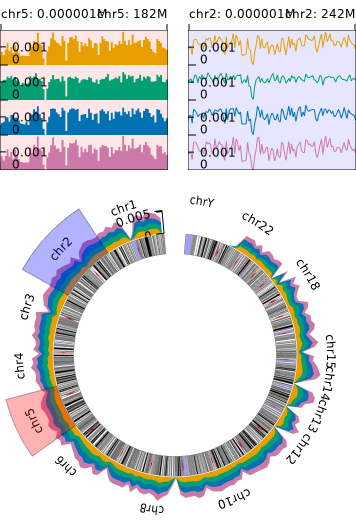 chr5: 0.000001M chr5: 182M
chr2: 0.000001M chr2: 242M
0.001
0
0.001
0
0.001
0
0.001
0
0.001
0
0.001
0
0.001
0
0.001
0
chrY
chr1
0.005
0
chr22
chr2
chr18
chr3
chr15
chr4
chr14
chr5
chr13
chr12
chr6
chr10
chr8